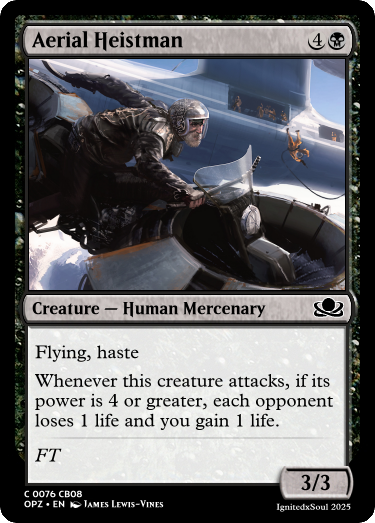 Aerial Heistman
4
Creature — Human Mercenary
Flying, haste
Whenever this creature attacks, if its
power is 4 or greater, each opponent
loses 1 life and you gain 1 life.
FT
3/3
C 0076 CB08
OPZ • EN James Lewis-Vines
IgnitedxSoul 2025